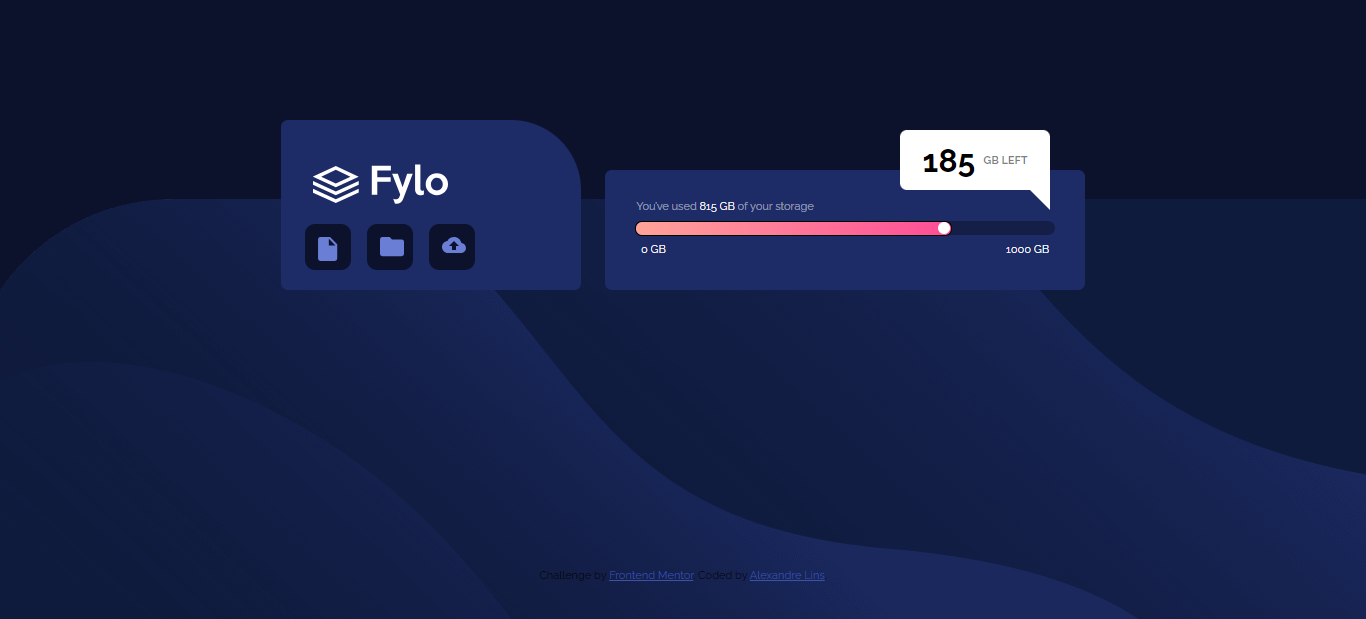 Fylo
185 GB LEFT
You've used 815 GB of your storage
0 GB 1000 GB
Challenge by Frontend Mentor. Coded by Alexandre Lins